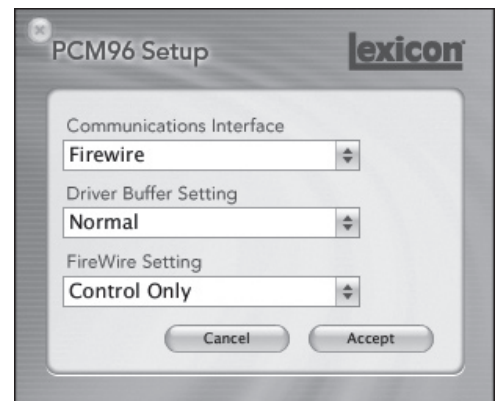 PCM96 Setup
lexicon
Communications Interface
Firewire
Driver Buffer Setting
Normal
FireWire Setting
Control Only
Cancel
Accept